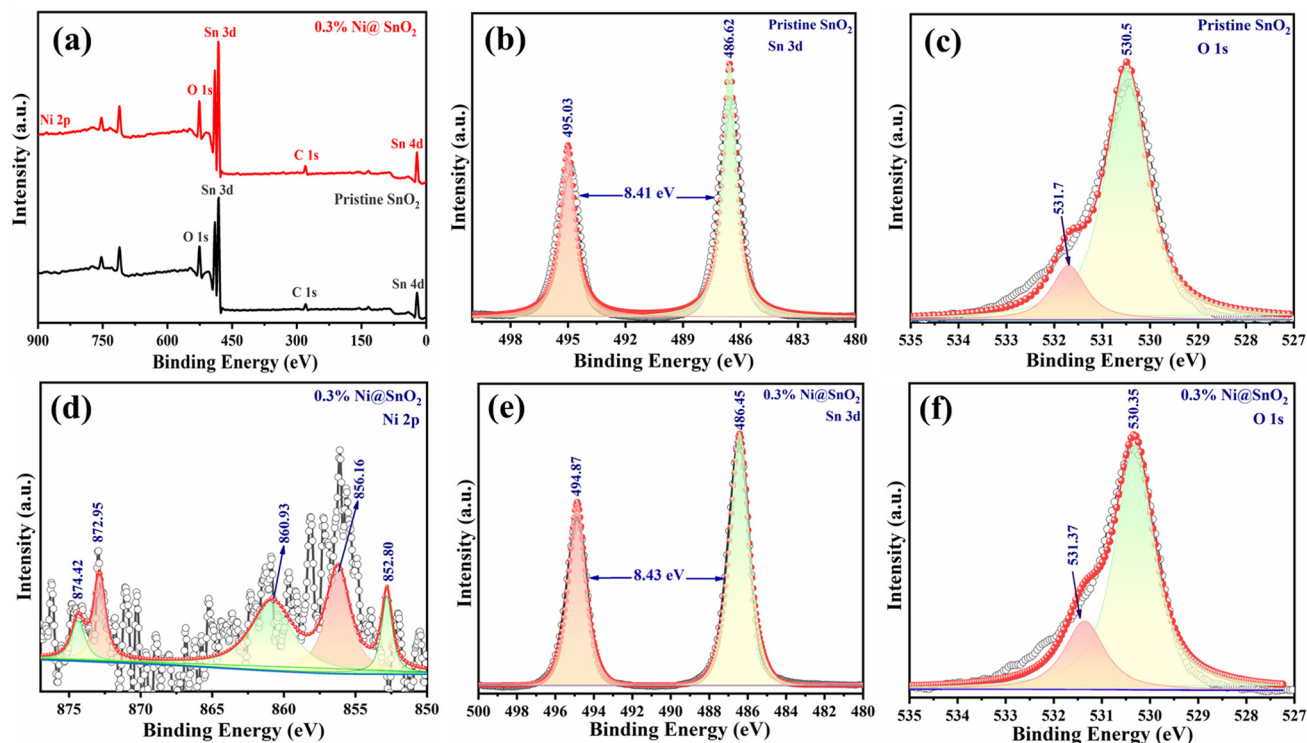 (a)
0.3% Ni@ SnO₂
Sn 3d
O 1s
Ni 2p
C 1s
Sn 4d
Sn 3d
Pristine SnO₂
O 1s
C 1s
Sn 4d
Intensity (a.u.)
900 750 600 450 300 150 0
Binding Energy (eV)
(b)
Pristine SnO₂
Sn 3d
486.62
495.03
8.41 eV
Intensity (a.u.)
498 495 492 489 486 483 480
Binding Energy (eV)
(c)
Pristine SnO₂
O 1s
530.5
531.7
Intensity (a.u.)
535 534 533 532 531 530 529 528 527
Binding Energy (eV)
(d)
0.3% Ni@SnO₂
Ni 2p
874.42
872.95
860.93
856.16
852.80
Intensity (a.u.)
875 870 865 860 855 850
Binding Energy (eV)
(e)
0.3% Ni@SnO₂
Sn 3d
486.45
494.87
8.43 eV
Intensity (a.u.)
500 498 496 494 492 490 488 486 484 482 480
Binding Energy (eV)
(f)
0.3% Ni@SnO₂
O 1s
530.35
531.37
Intensity (a.u.)
535 534 533 532 531 530 529 528 527
Binding Energy (eV)